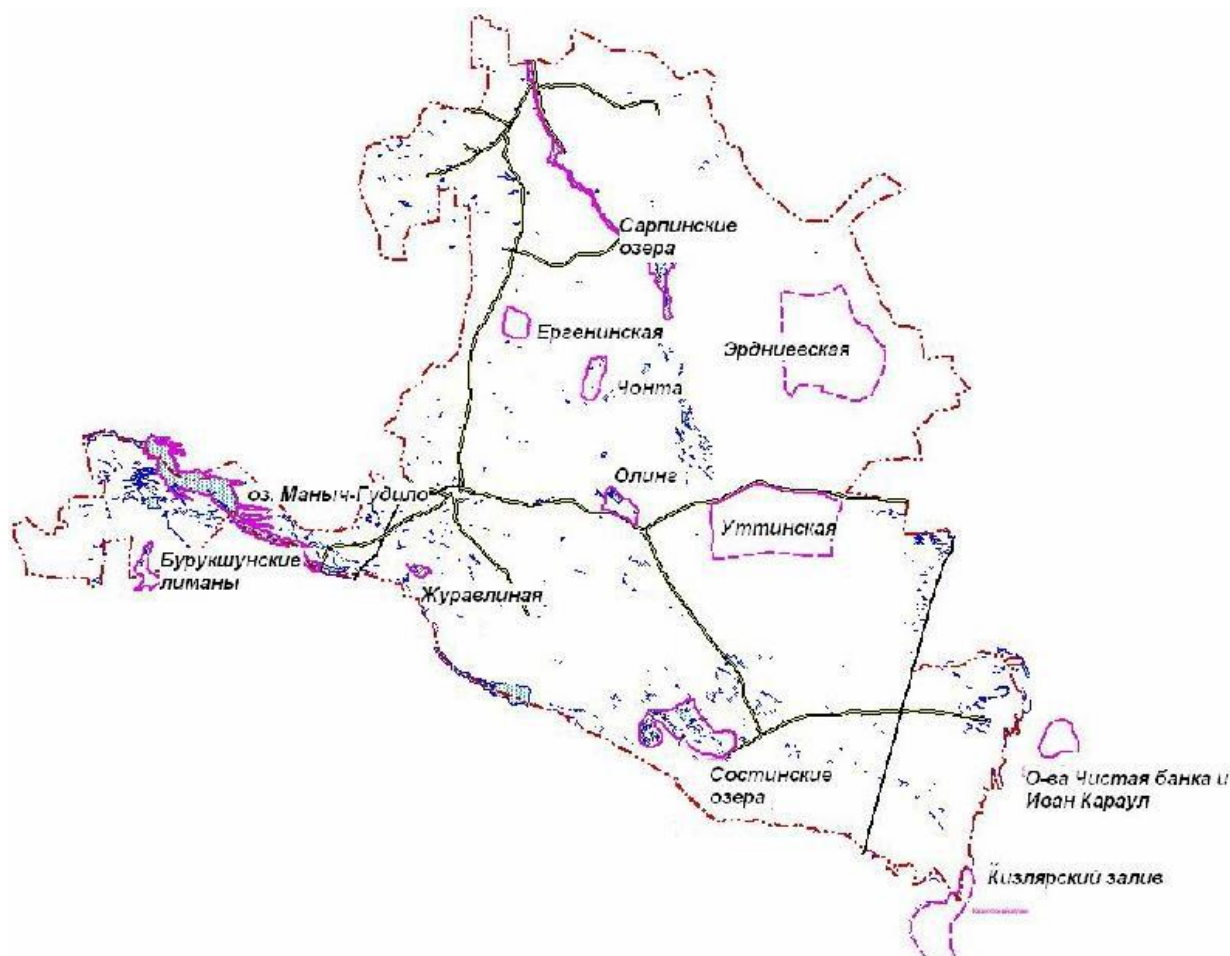 Сарпинские
озера
Ергенинская
Эрдниевская
Чонта
Олинг
оз. Маныч-Гудило
Уттинская
Бурукшунские
лиманы
Журавлиная
Состинские
озера
О-ва Чистая банка и
Иван Караул
Кизлярский залив